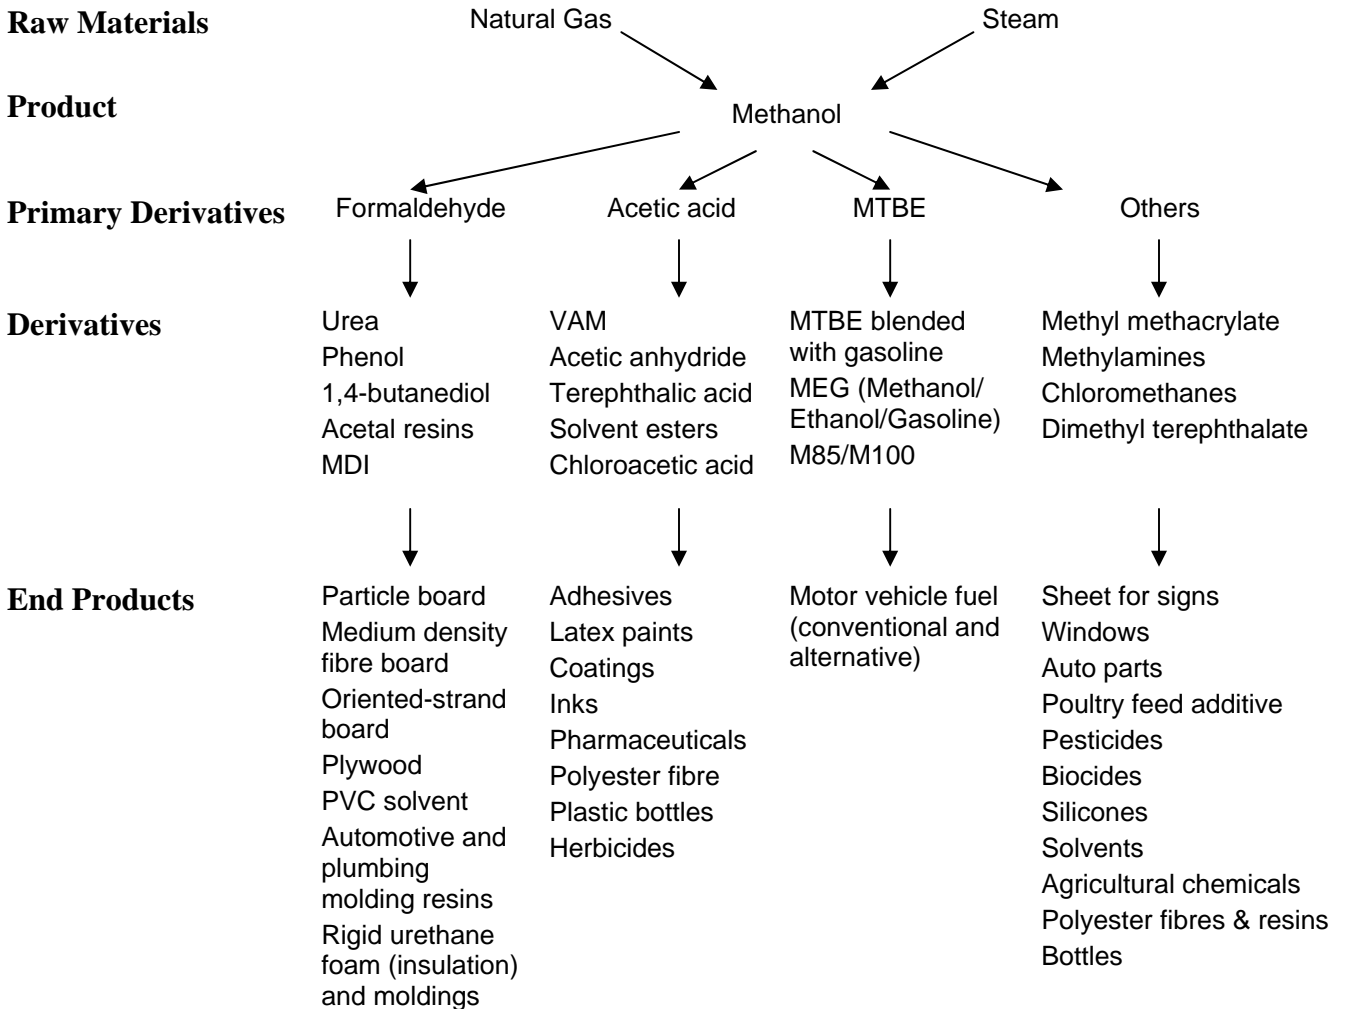 Raw Materials
Natural Gas
Steam
Product
Methanol
Primary Derivatives
Formaldehyde
Acetic acid
MTBE
Others
Derivatives
Urea
Phenol
1,4-butanediol
Acetal resins
MDI
VAM
Acetic anhydride
Terephthalic acid
Solvent esters
Chloroacetic acid
MTBE blended
with gasoline
MEG (Methanol/
Ethanol/Gasoline)
M85/M100
Methyl methacrylate
Methylamines
Chloromethanes
Dimethyl terephthalate
End Products
Particle board
Medium density
fibre board
Oriented-strand
board
Plywood
PVC solvent
Automotive and
plumbing
molding resins
Rigid urethane
foam (insulation)
and moldings
Adhesives
Latex paints
Coatings
Inks
Pharmaceuticals
Polyester fibre
Plastic bottles
Herbicides
Motor vehicle fuel
(conventional and
alternative)
Sheet for signs
Windows
Auto parts
Poultry feed additive
Pesticides
Biocides
Silicones
Solvents
Agricultural chemicals
Polyester fibres & resins
Bottles